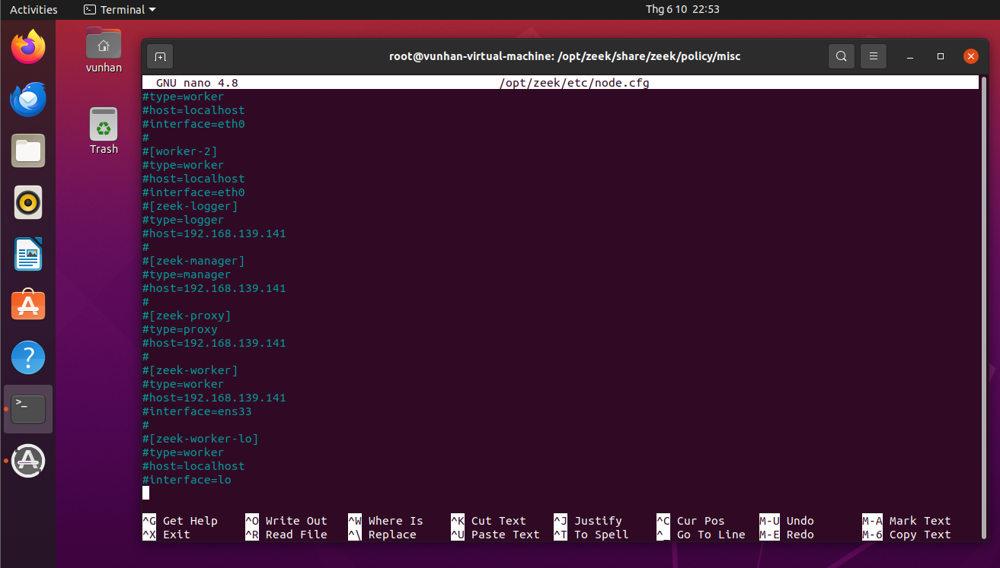 Activities Terminal Thg 6 10 22:53
vunhan
Trash
root@vunhan-virtual-machine: /opt/zeek/share/zeek/policy/misc
GNU nano 4.8 /opt/zeek/etc/node.cfg
#type=worker
#host=localhost
#interface=eth0
#
#[worker-2]
#type=worker
#host=localhost
#interface=eth0
#[zeek-logger]
#type=logger
#host=192.168.139.141
#
#[zeek-manager]
#type=manager
#host=192.168.139.141
#
#[zeek-proxy]
#type=proxy
#host=192.168.139.141
#
#[zeek-worker]
#type=worker
#host=192.168.139.141
#interface=ens33
#
#[zeek-worker-lo]
#type=worker
#host=localhost
#interface=lo
^G Get Help ^O Write Out ^W Where Is ^K Cut Text ^J Justify ^C Cur Pos M-U Undo M-A Mark Text
^X Exit ^R Read File ^\ Replace ^U Paste Text ^T To Spell ^_ Go To Line M-E Redo M-6 Copy Text